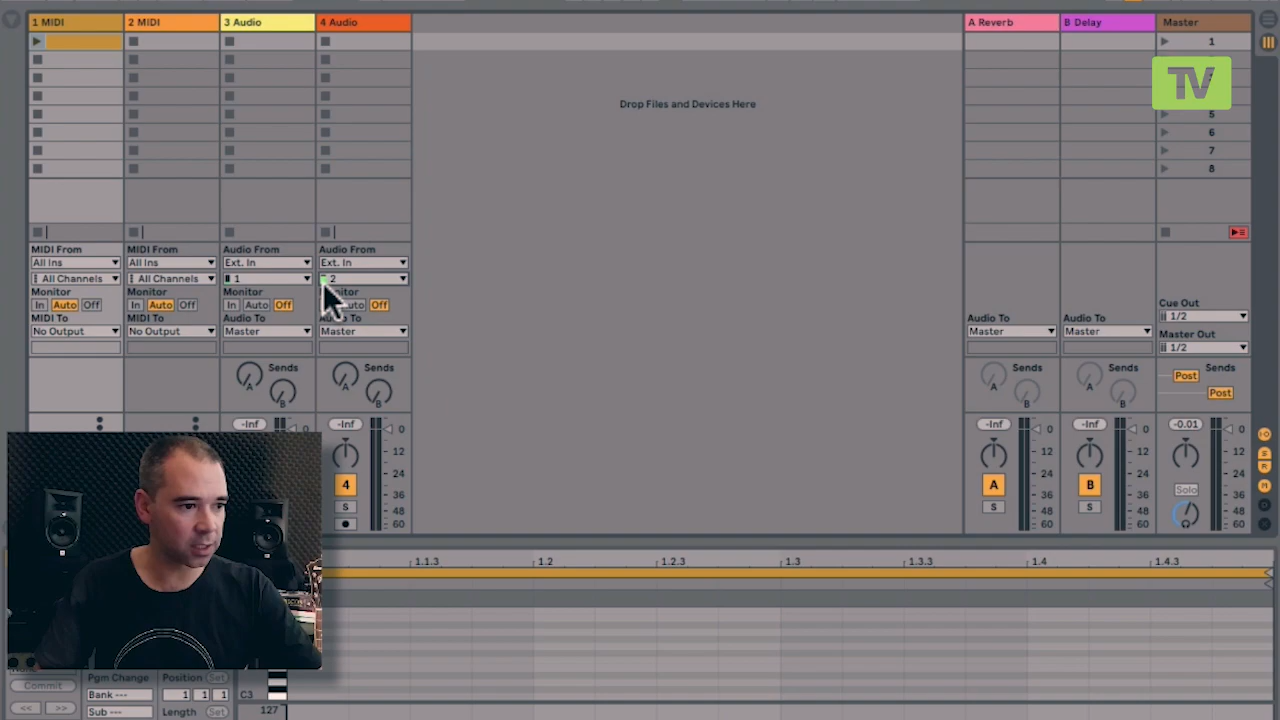 1 MIDI 2 MIDI 3 Audio 4 Audio A Reverb B Delay Master
1
TV
Drop Files and Devices Here
5
6
7
8
MIDI From MIDI From Audio From Audio From
All Ins All Ins Ext. In Ext. In
All Channels All Channels 1 2
Monitor Monitor Monitor
In Auto Off In Auto Off In Auto Off Off
Cue Out
1/2
MIDI To MIDI To Audio To Audio To Audio To Audio To
No Output No Output Master Master Master Master
Master Out
1/2
Sends Sends Sends Sends Sends
A A A A Post
B B B B Post
-Inf -Inf -Inf -Inf -0.01
0 0 0 0 0
12 12 12 12
24 24 24 24
4 A B Solo
36 36 36 36
S S S
48 48 48 48
60 60 60 60
1.1.3 1.2 1.2.3 1.3 1.3.3 1.4 1.4.3
Commit
<< >>
Pgm Change Position Set
Bank --- 1 1 1 C3
Sub --- Length Set 127